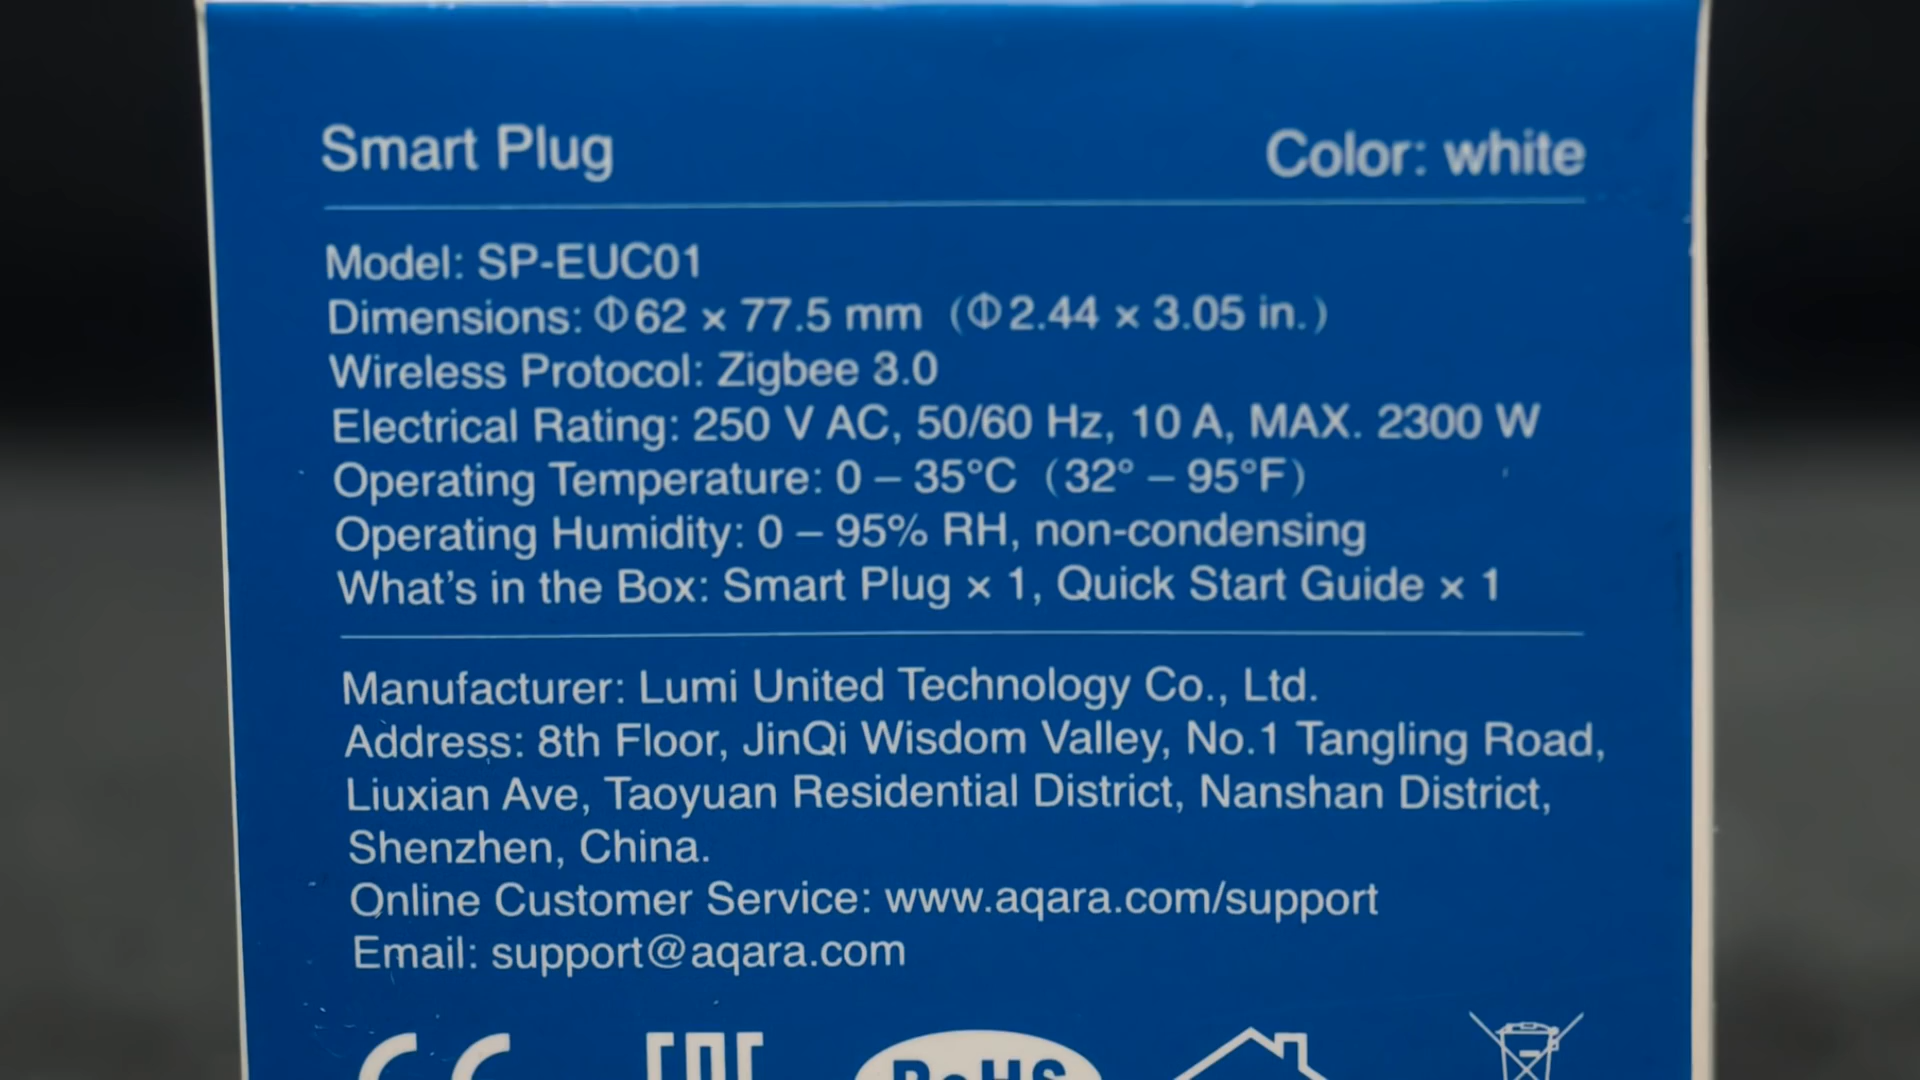 Smart Plug Color: white
Model: SP-EUC01
Dimensions: Φ62 × 77.5 mm (Φ2.44 × 3.05 in.)
Wireless Protocol: Zigbee 3.0
Electrical Rating: 250 V AC, 50/60 Hz, 10 A, MAX. 2300 W
Operating Temperature: 0 – 35°C (32° – 95°F)
Operating Humidity: 0 – 95% RH, non-condensing
What's in the Box: Smart Plug × 1, Quick Start Guide × 1
Manufacturer: Lumi United Technology Co., Ltd.
Address: 8th Floor, JinQi Wisdom Valley, No.1 Tangling Road,
Liuxian Ave, Taoyuan Residential District, Nanshan District,
Shenzhen, China.
Online Customer Service: www.aqara.com/support
Email: support@aqara.com
CE EAC RoHS